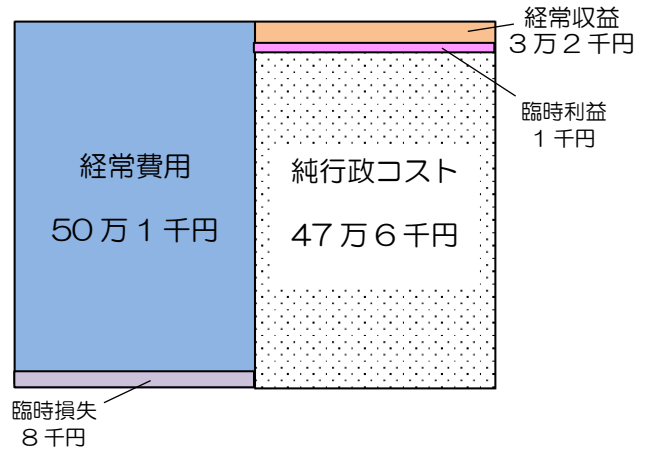 経常収益
3万2千円
臨時利益
1千円
経常費用
50万1千円
純行政コスト
47万6千円
臨時損失
8千円